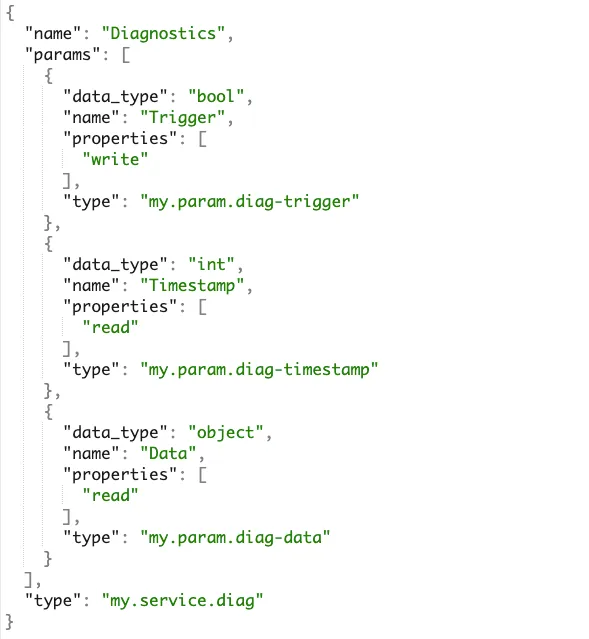 {
  "name": "Diagnostics",
  "params": [
    {
      "data_type": "bool",
      "name": "Trigger",
      "properties": [
        "write"
      ],
      "type": "my.param.diag-trigger"
    },
    {
      "data_type": "int",
      "name": "Timestamp",
      "properties": [
        "read"
      ],
      "type": "my.param.diag-timestamp"
    },
    {
      "data_type": "object",
      "name": "Data",
      "properties": [
        "read"
      ],
      "type": "my.param.diag-data"
    }
  ],
  "type": "my.service.diag"
}